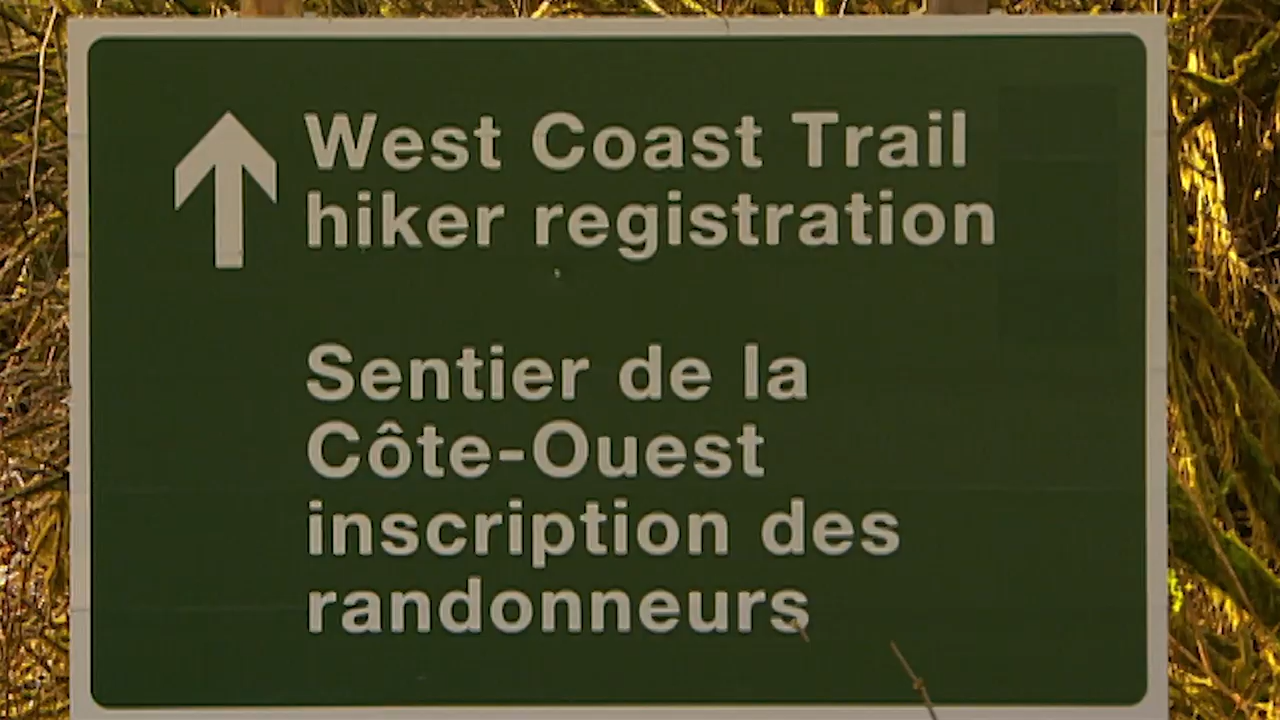 West Coast Trail
hiker registration
Sentier de la
Côte-Ouest
inscription des
randonneurs